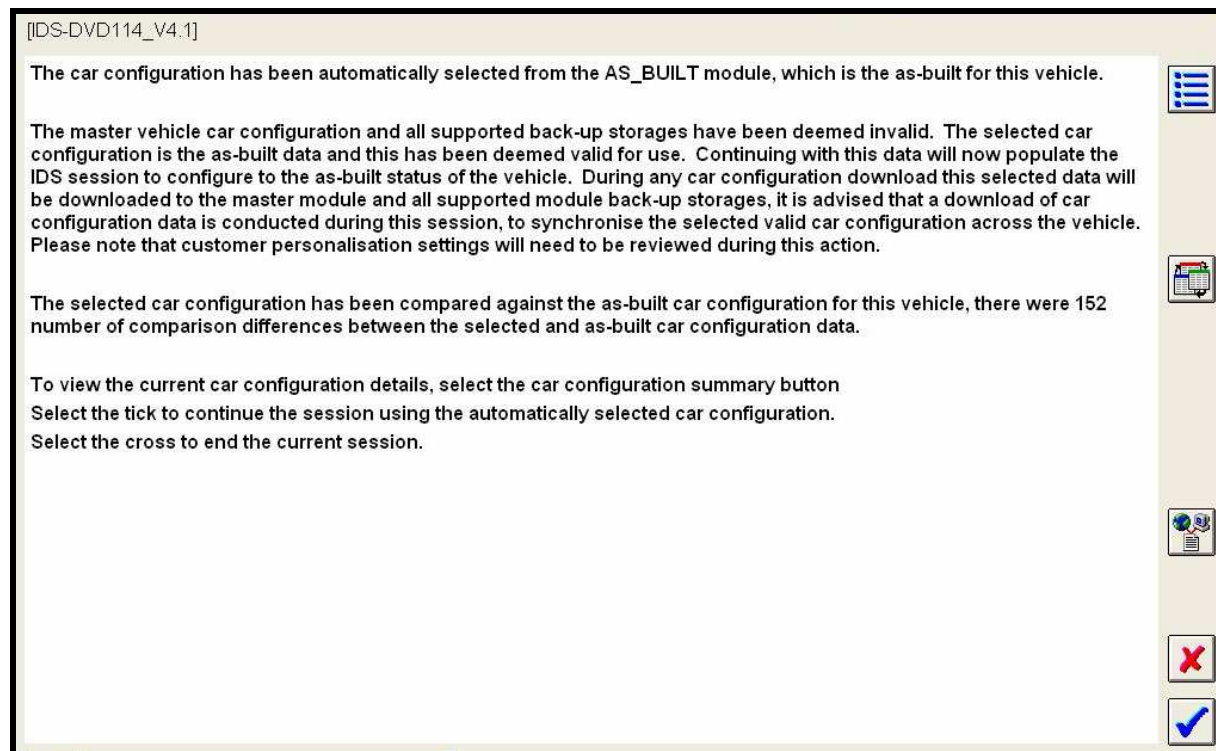 [IDS-DVD114_V4.1]
The car configuration has been automatically selected from the AS_BUILT module, which is the as-built for this vehicle.
The master vehicle car configuration and all supported back-up storages have been deemed invalid.  The selected car
configuration is the as-built data and this has been deemed valid for use.  Continuing with this data will now populate the
IDS session to configure to the as-built status of the vehicle.  During any car configuration download this selected data will
be downloaded to the master module and all supported module back-up storages, it is advised that a download of car
configuration data is conducted during this session, to synchronise the selected valid car configuration across the vehicle.
Please note that customer personalisation settings will need to be reviewed during this action.
The selected car configuration has been compared against the as-built car configuration for this vehicle, there were 152
number of comparison differences between the selected and as-built car configuration data.
To view the current car configuration details, select the car configuration summary button
Select the tick to continue the session using the automatically selected car configuration.
Select the cross to end the current session.